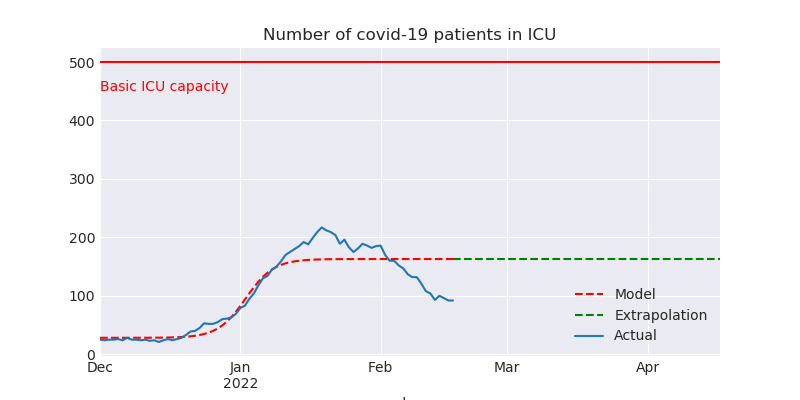 Number of covid-19 patients in ICU
500
Basic ICU capacity
400
300
200
100
0
Model
Extrapolation
Actual
Dec
Jan
2022
Feb
Mar
Apr